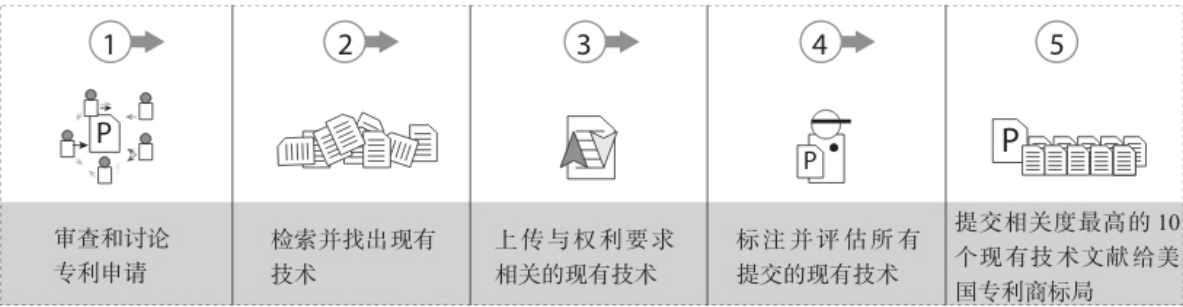 1
2
3
4
5
P
P
P
审查和讨论
专利申请
检索并找出现有
技术
上传与权利要求
相关的现有技术
标注并评估所有
提交的现有技术
提交相关度最高的 10
个现有技术文献给美
国专利商标局